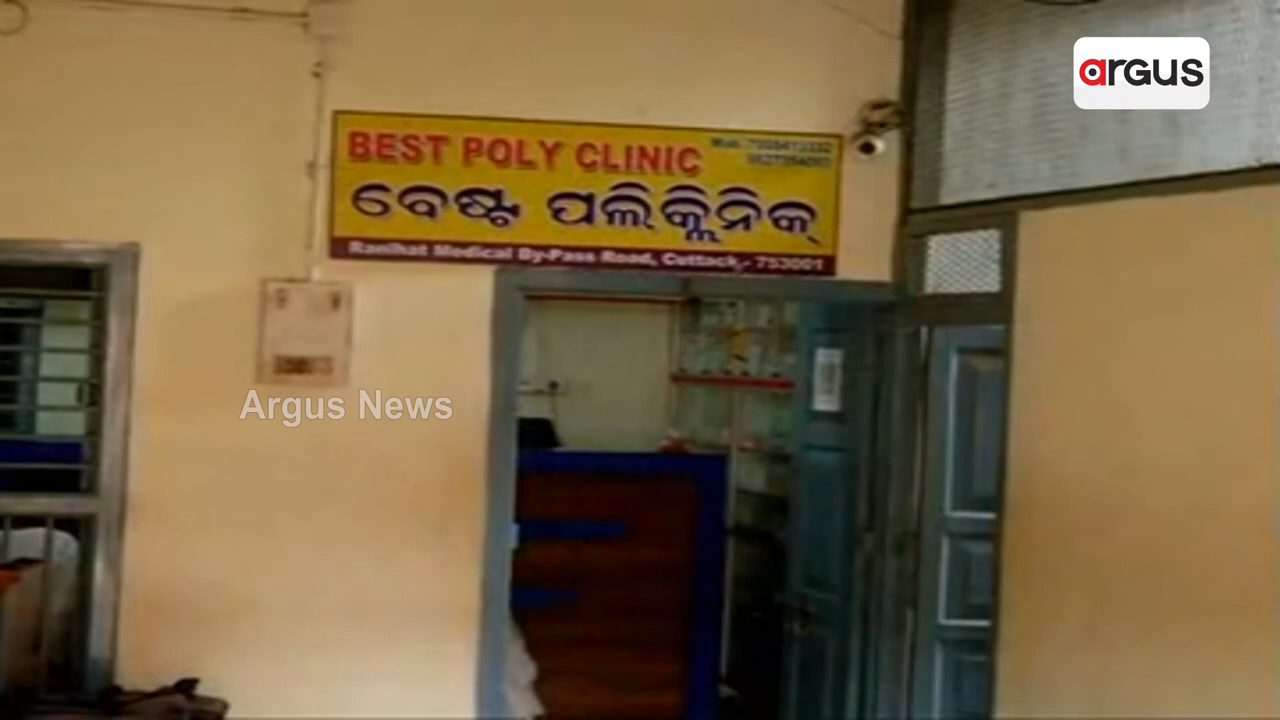 argus
BEST POLY CLINIC
ବେଷ୍ଟ ପଲିକ୍ଲିନିକ୍
Ranihat Medical By-Pass Road, Cuttack,- 753001
Argus News